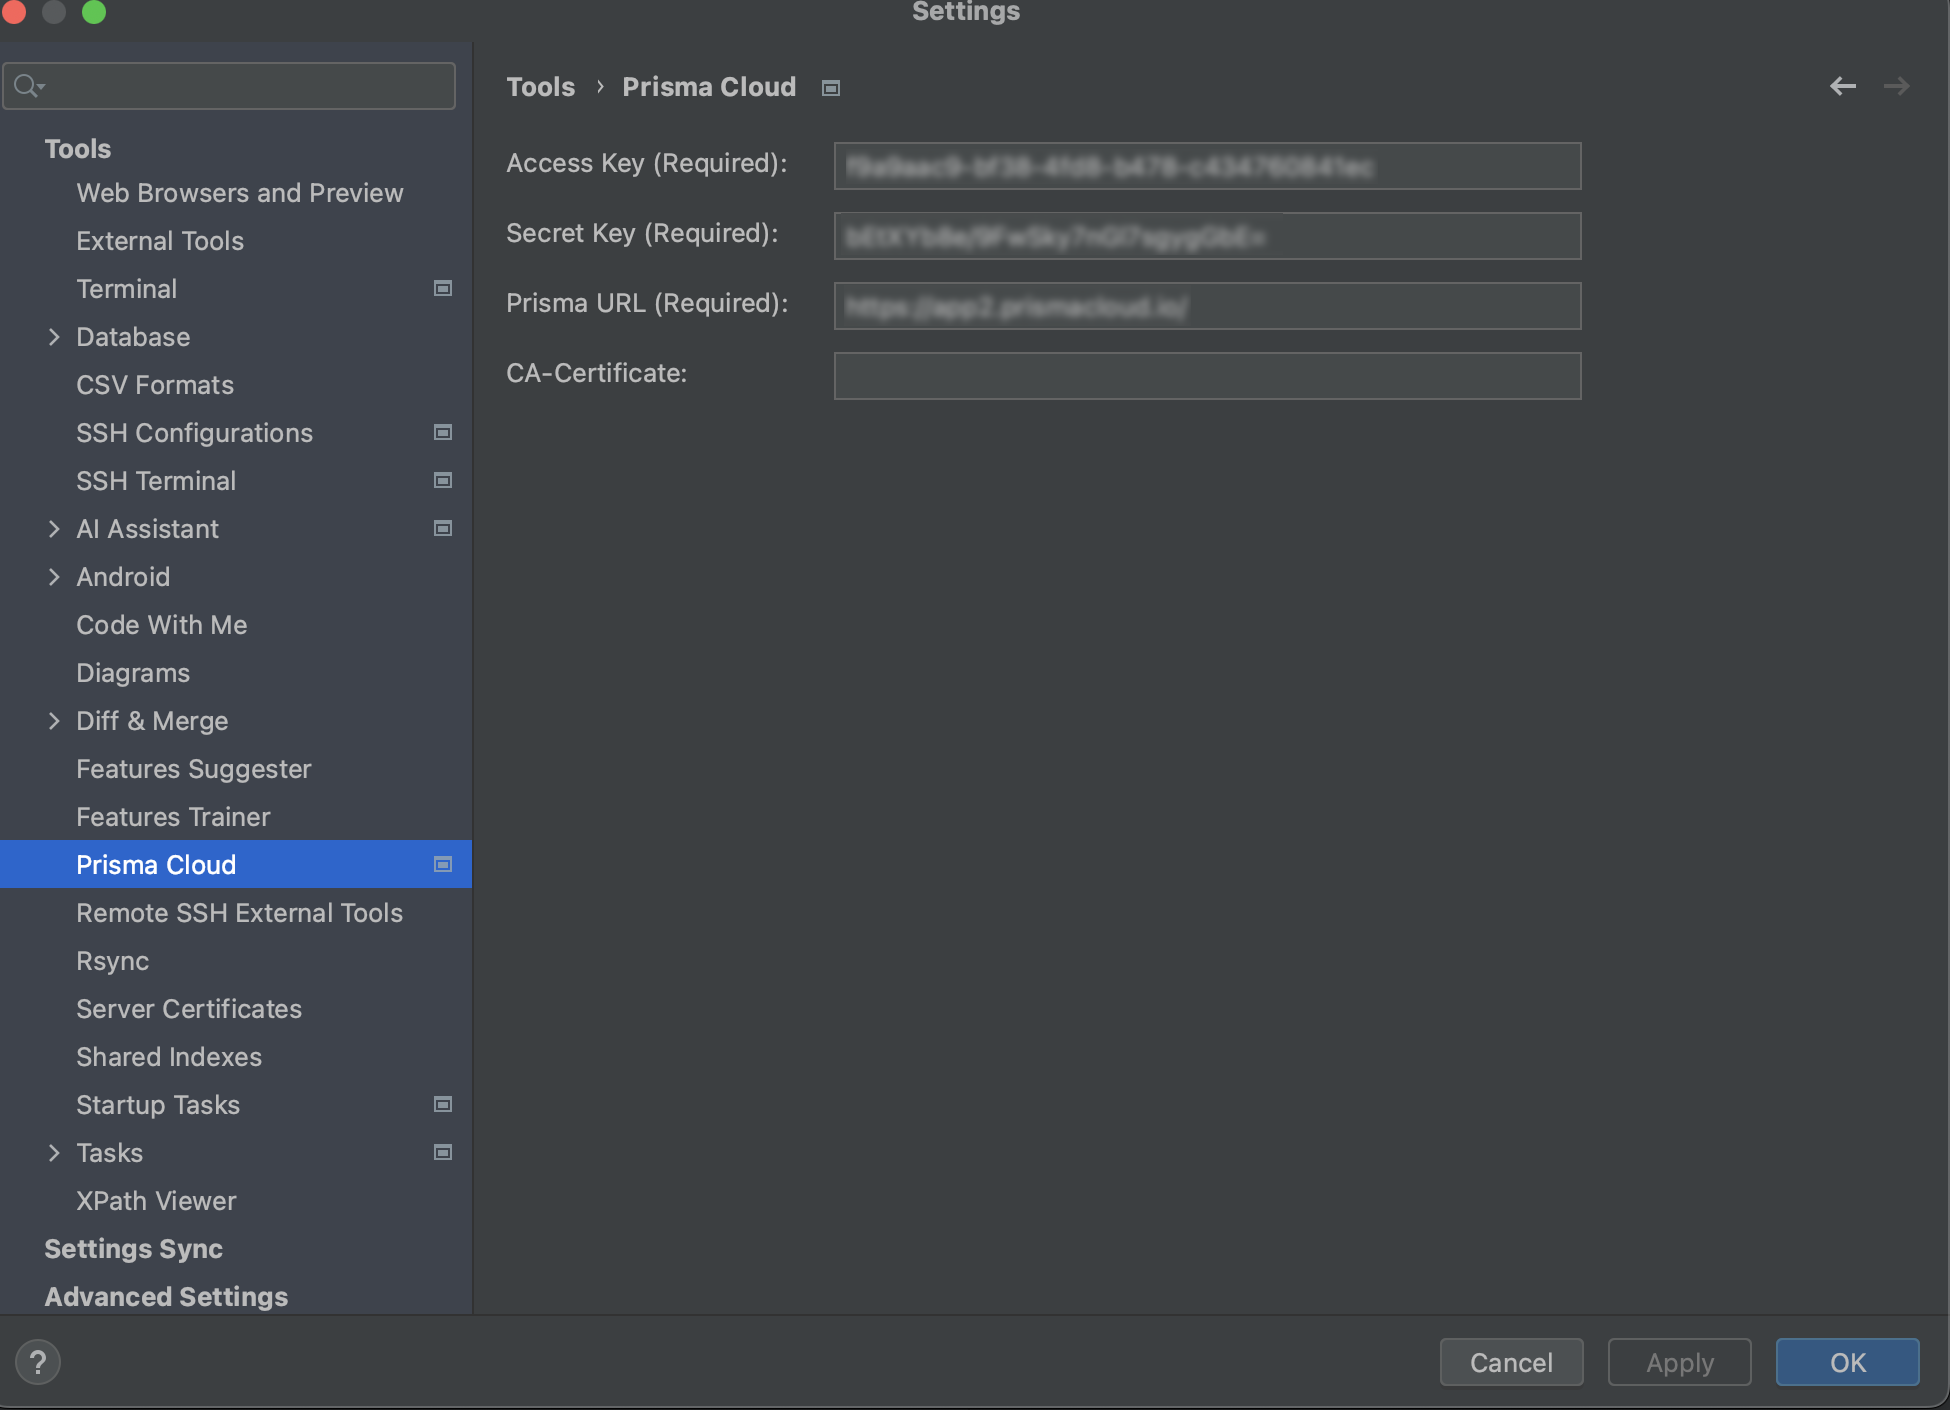 Settings
Tools
Web Browsers and Preview
External Tools
Terminal
Database
CSV Formats
SSH Configurations
SSH Terminal
AI Assistant
Android
Code With Me
Diagrams
Diff & Merge
Features Suggester
Features Trainer
Prisma Cloud
Remote SSH External Tools
Rsync
Server Certificates
Shared Indexes
Startup Tasks
Tasks
XPath Viewer
Settings Sync
Advanced Settings
Tools › Prisma Cloud
Access Key (Required):
Secret Key (Required):
Prisma URL (Required):
CA-Certificate:
?
Cancel
Apply
OK